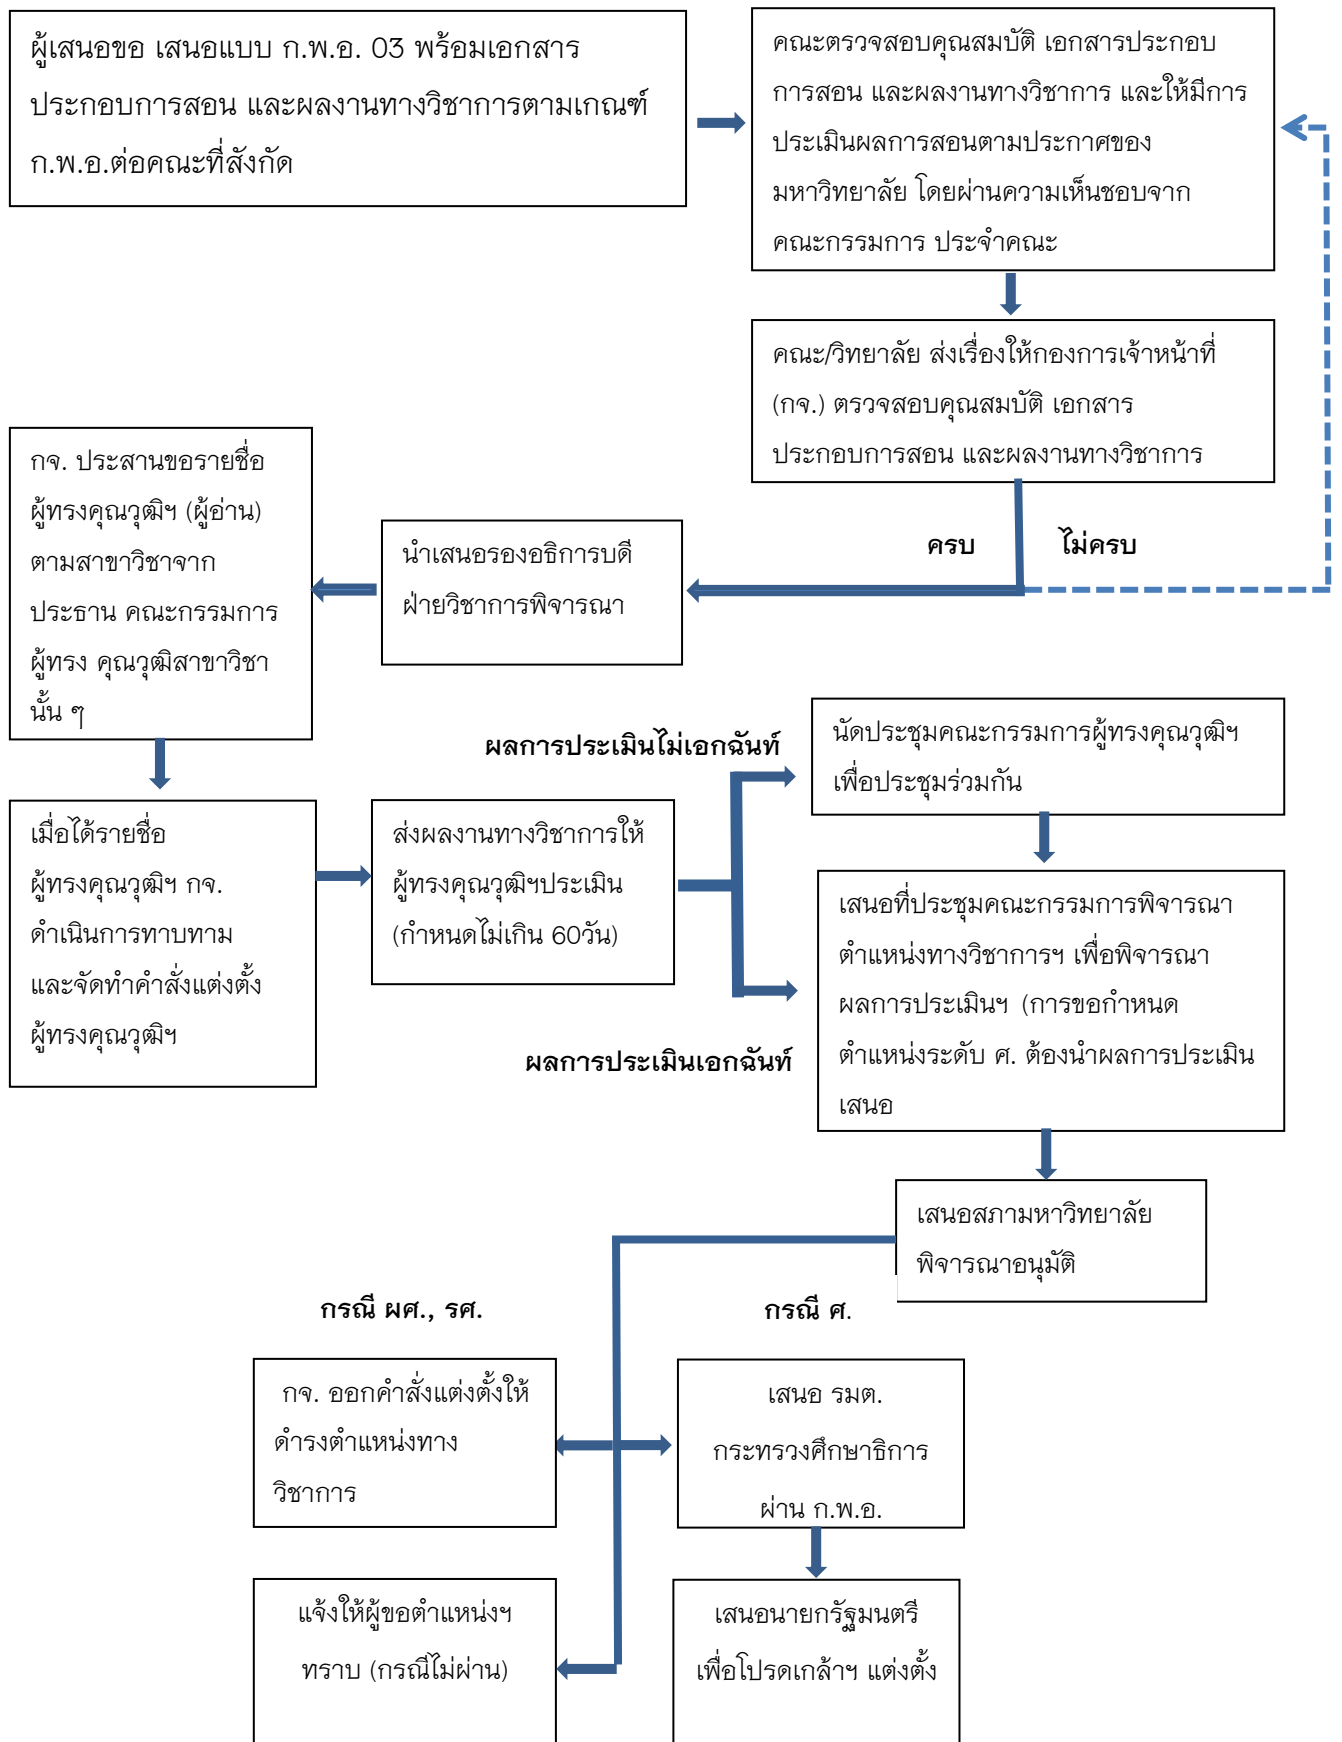 ผู้เสนอขอ เสนอแบบ ก.พ.อ. 03 พร้อมเอกสาร
ประกอบการสอน และผลงานทางวิชาการตามเกณฑ์
ก.พ.อ.ต่อคณะที่สังกัด
คณะตรวจสอบคุณสมบัติ เอกสารประกอบ
การสอน และผลงานทางวิชาการ และให้มีการ
ประเมินผลการสอนตามประกาศของ
มหาวิทยาลัย โดยผ่านความเห็นชอบจาก
คณะกรรมการ ประจำคณะ
คณะ/วิทยาลัย ส่งเรื่องให้กองการเจ้าหน้าที่
(กจ.) ตรวจสอบคุณสมบัติ เอกสาร
ประกอบการสอน และผลงานทางวิชาการ
ครบ
ไม่ครบ
นำเสนอรองอธิการบดี
ฝ่ายวิชาการพิจารณา
กจ. ประสานขอรายชื่อ
ผู้ทรงคุณวุฒิฯ (ผู้อ่าน)
ตามสาขาวิชาจาก
ประธาน คณะกรรมการ
ผู้ทรง คุณวุฒิสาขาวิชา
นั้น ๆ
เมื่อได้รายชื่อ
ผู้ทรงคุณวุฒิฯ กจ.
ดำเนินการทาบทาม
และจัดทำคำสั่งแต่งตั้ง
ผู้ทรงคุณวุฒิฯ
ส่งผลงานทางวิชาการให้
ผู้ทรงคุณวุฒิฯประเมิน
(กำหนดไม่เกิน 60วัน)
ผลการประเมินไม่เอกฉันท์
นัดประชุมคณะกรรมการผู้ทรงคุณวุฒิฯ
เพื่อประชุมร่วมกัน
ผลการประเมินเอกฉันท์
เสนอที่ประชุมคณะกรรมการพิจารณา
ตำแหน่งทางวิชาการฯ เพื่อพิจารณา
ผลการประเมินฯ (การขอกำหนด
ตำแหน่งระดับ ศ. ต้องนำผลการประเมิน
เสนอ
เสนอสภามหาวิทยาลัย
พิจารณาอนุมัติ
กรณี ผศ., รศ.
กรณี ศ.
กจ. ออกคำสั่งแต่งตั้งให้
ดำรงตำแหน่งทาง
วิชาการ
เสนอ รมต.
กระทรวงศึกษาธิการ
ผ่าน ก.พ.อ.
แจ้งให้ผู้ขอตำแหน่งฯ
ทราบ (กรณีไม่ผ่าน)
เสนอนายกรัฐมนตรี
เพื่อโปรดเกล้าฯ แต่งตั้ง